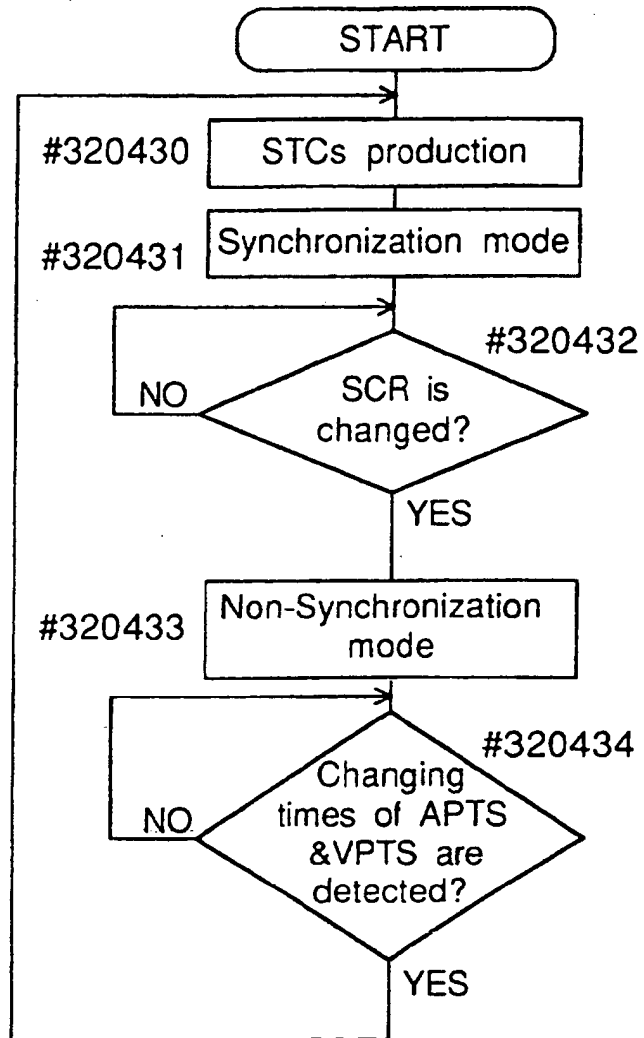 START
#320430
STCs production
#320431
Synchronization mode
#320432
SCR is
changed?
NO
YES
#320433
Non-Synchronization
mode
#320434
Changing
times of APTS
&VPTS are
detected?
NO
YES